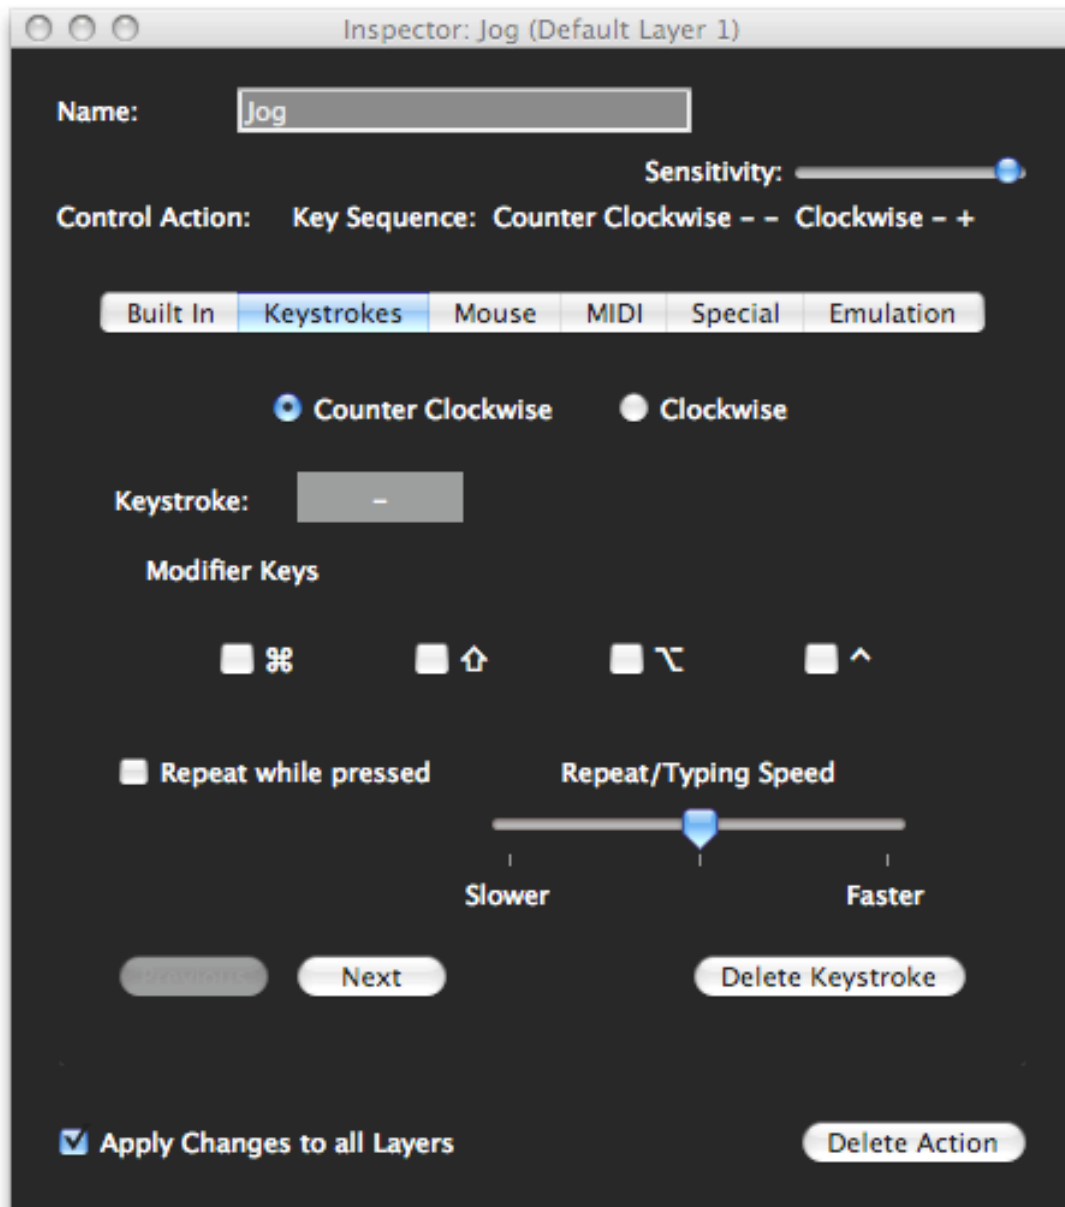 Inspector: Jog (Default Layer 1)
Name: Jog
Sensitivity:
Control Action: Key Sequence: Counter Clockwise – – Clockwise – +
Built In Keystrokes Mouse MIDI Special Emulation
Counter Clockwise Clockwise
Keystroke: –
Modifier Keys
⌘ ⇧ ⌥ ^
Repeat while pressed Repeat/Typing Speed
Slower Faster
Next Delete Keystroke
Apply Changes to all Layers Delete Action